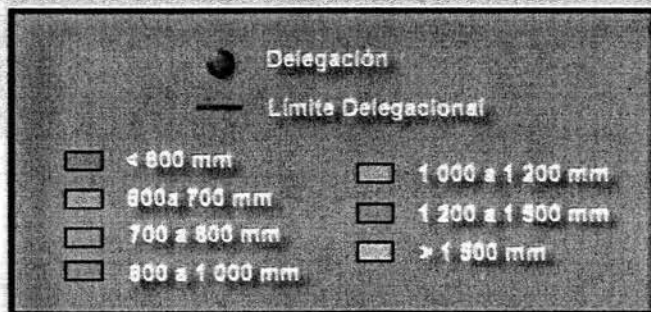 Delegación
Límite Delegacional
< 600 mm
600a 700 mm
700 a 800 mm
800 a 1 000 mm
1 000 a 1 200 mm
1 200 a 1 500 mm
> 1 500 mm